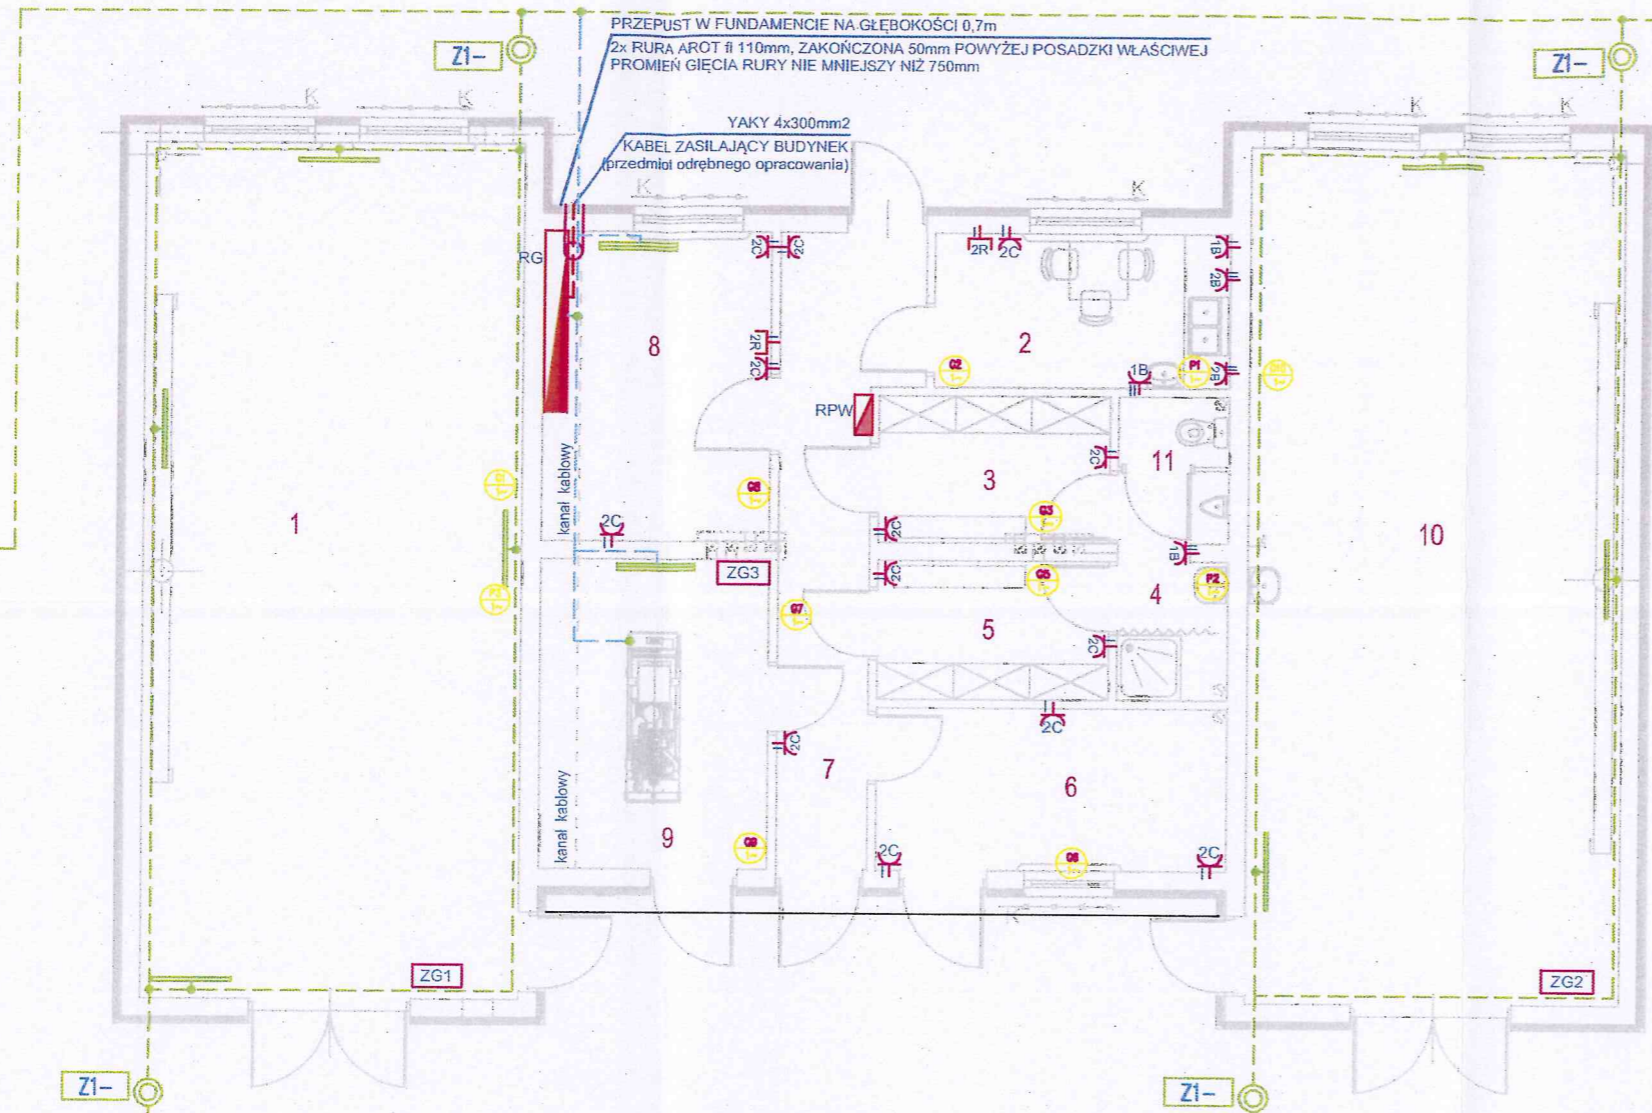 PRZEPUST W FUNDAMENCIE NA GŁĘBOKOŚCI 0,7m
2x RURA AROT fi 110mm, ZAKOŃCZONA 50mm POWYŻEJ POSADZKI WŁAŚCIWEJ
PROMIEŃ GIĘCIA RURY NIE MNIEJSZY NIŻ 750mm
Z1-
Z1-
K
K
K
K
YAKY 4x300mm2
KABEL ZASILAJĄCY BUDYNEK
(przedmiot odrębnego opracowania)
K
K
RG
2C
2C
2R
2C
1B
2B
8
2R
2C
2
1B
P1
2B
RPW
kanał kablowy
2C
11
3
1
10
2C
2C
1B
ZG3
2C
4
P2
5
2C
2C
2C
7
6
kanał kablowy
9
2C
2C
K
ZG1
ZG2
Z1-
Z1-